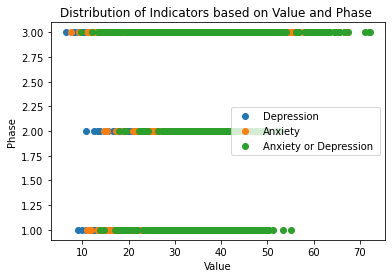 Distribution of Indicators based on Value and Phase
3.00
2.75
2.50
2.25
2.00
1.75
1.50
1.25
1.00
Phase
Depression
Anxiety
Anxiety or Depression
10 20 30 40 50 60 70
Value